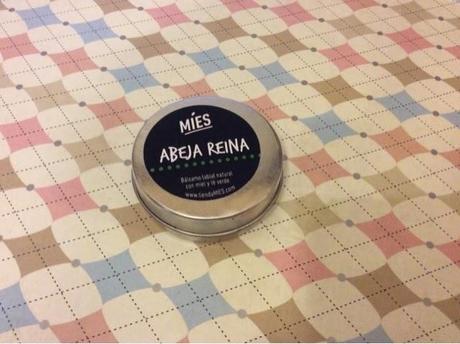 MÍES
ABEJA REINA
Bálsamo labial natural
con miel y té verde
www.tiendaMIES.com